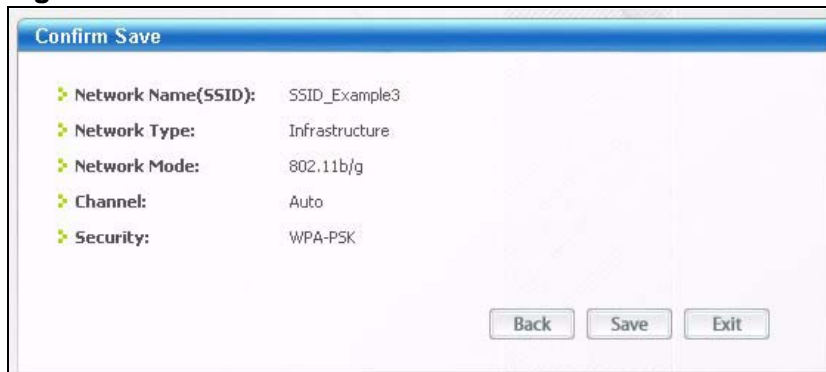 Confirm Save
Network Name(SSID): SSID_Example3
Network Type: Infrastructure
Network Mode: 802.11b/g
Channel: Auto
Security: WPA-PSK
Back Save Exit